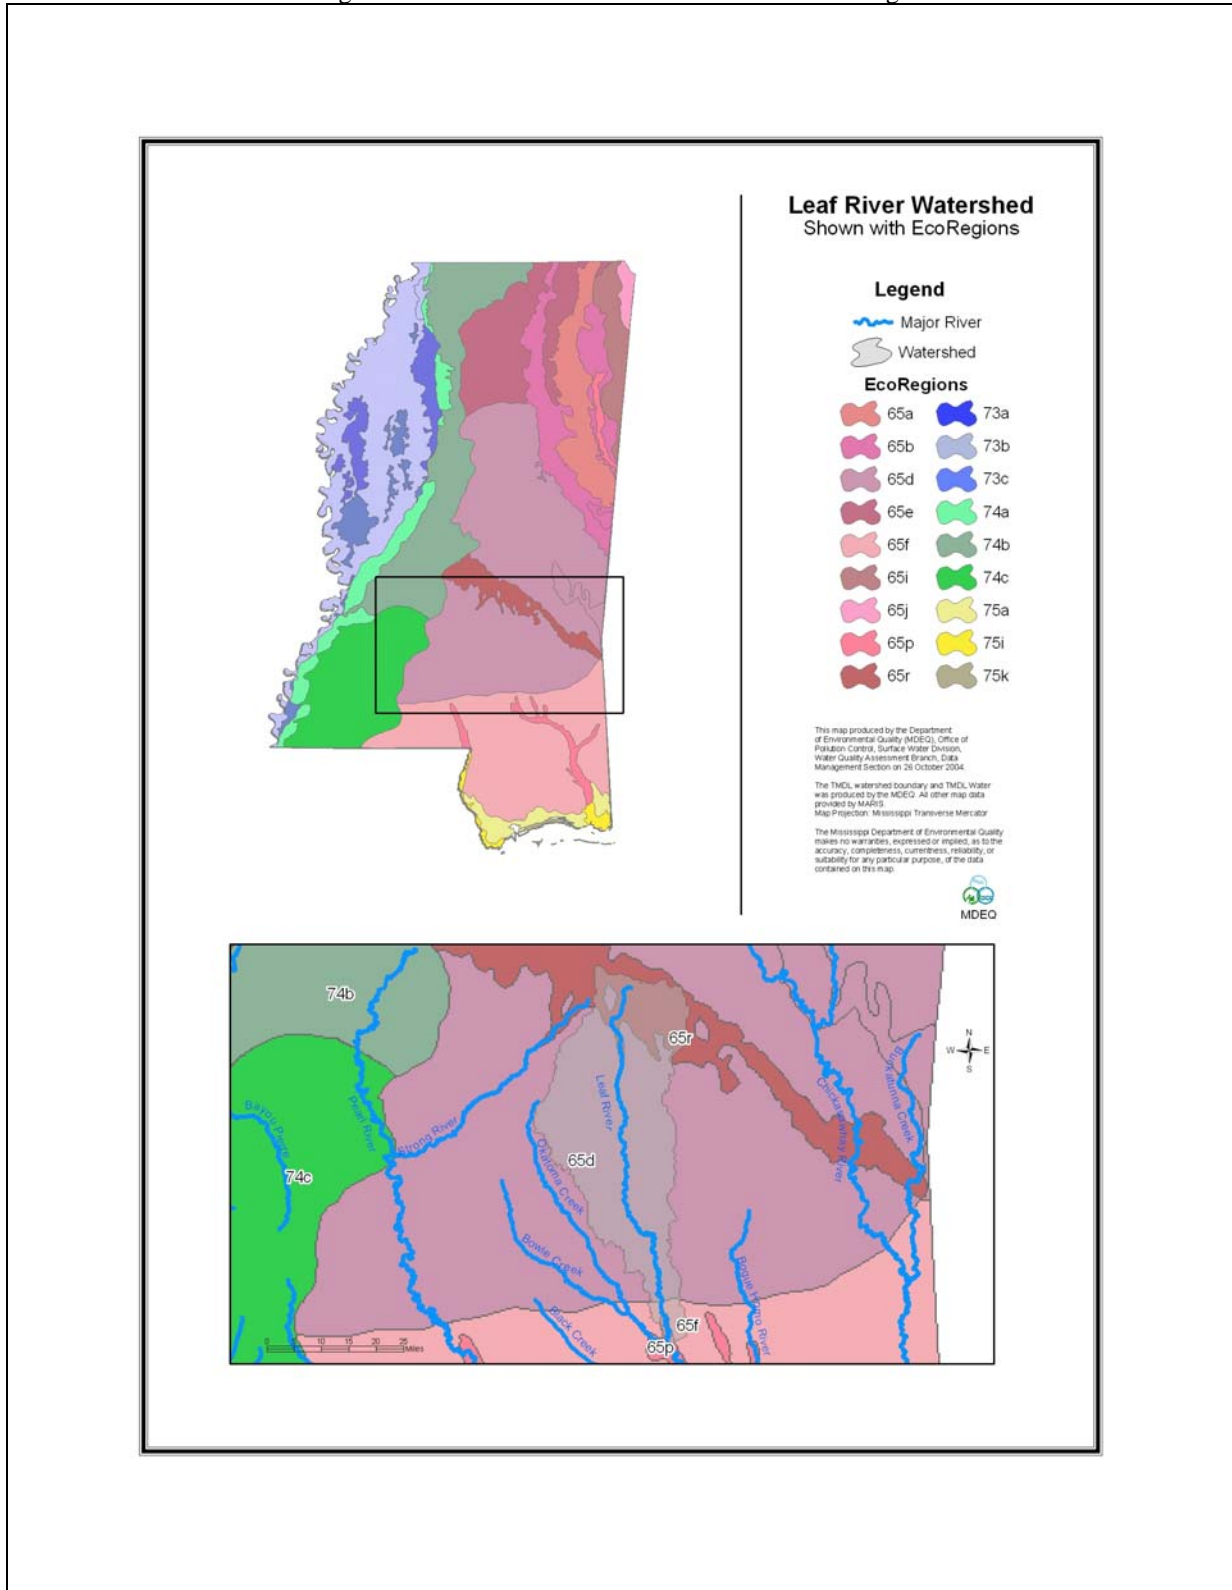 Leaf River Watershed
Shown with EcoRegions
Legend
Major River
Watershed
EcoRegions
65a 73a
65b 73b
65d 73c
65e 74a
65f 74b
65i 74c
65j 75a
65p 75i
65r 75k
This map produced by the Department
of Environmental Quality (MDEQ), Office of
Pollution Control, Surface Water Division,
Water Quality Assessment Branch, Data
Management Section on 26 October 2004.
The TMDL watershed boundary and TMDL Water
was produced by the MDEQ. All other map data
provided by MARIS.
Map Projection: Mississippi Transverse Mercator
The Mississippi Department of Environmental Quality
makes no warranties, expressed or implied, as to the
accuracy, completeness, currentness, reliability, or
suitability for any particular purpose, of the data
contained on this map.
MDEQ
74b
65r
N
W E
S
Bayou Pierre
Pearl River
Strong River
Leaf River
Chickasawhay River
Buckatunna Creek
74c
65d
Okatoma Creek
Bowie Creek
Black Creek
Bogue Homo River
65f
65p
0 5 10 15 20 25
Miles